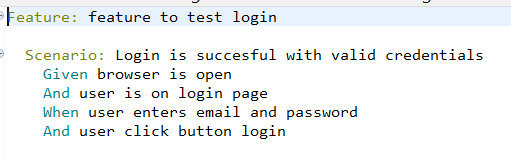 Feature: feature to test login
Scenario: Login is succesful with valid credentials
Given browser is open
And user is on login page
When user enters email and password
And user click button login